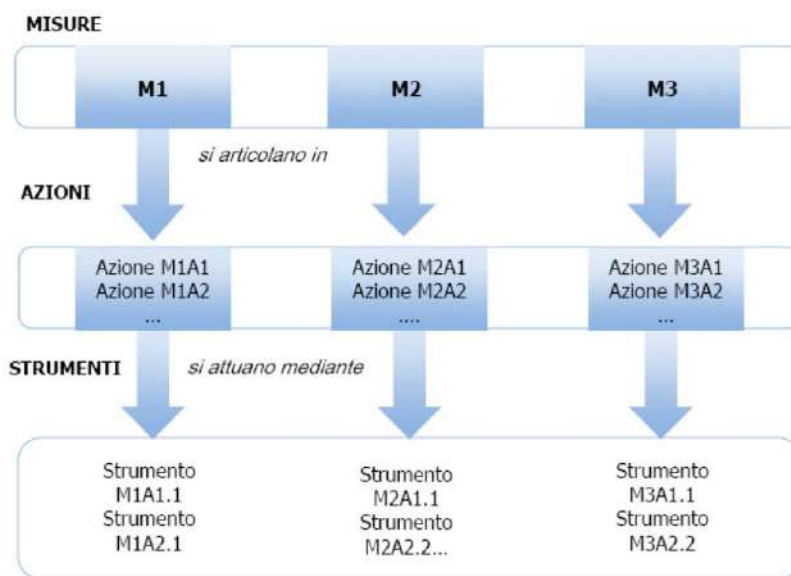 MISURE
M1
M2
M3
si articolano in
AZIONI
Azione M1A1
Azione M1A2
...
Azione M2A1
Azione M2A2
....
Azione M3A1
Azione M3A2
...
STRUMENTI
si attuano mediante
Strumento
M1A1.1
Strumento
M1A2.1
Strumento
M2A1.1
Strumento
M2A2.2...
Strumento
M3A1.1
Strumento
M3A2.2